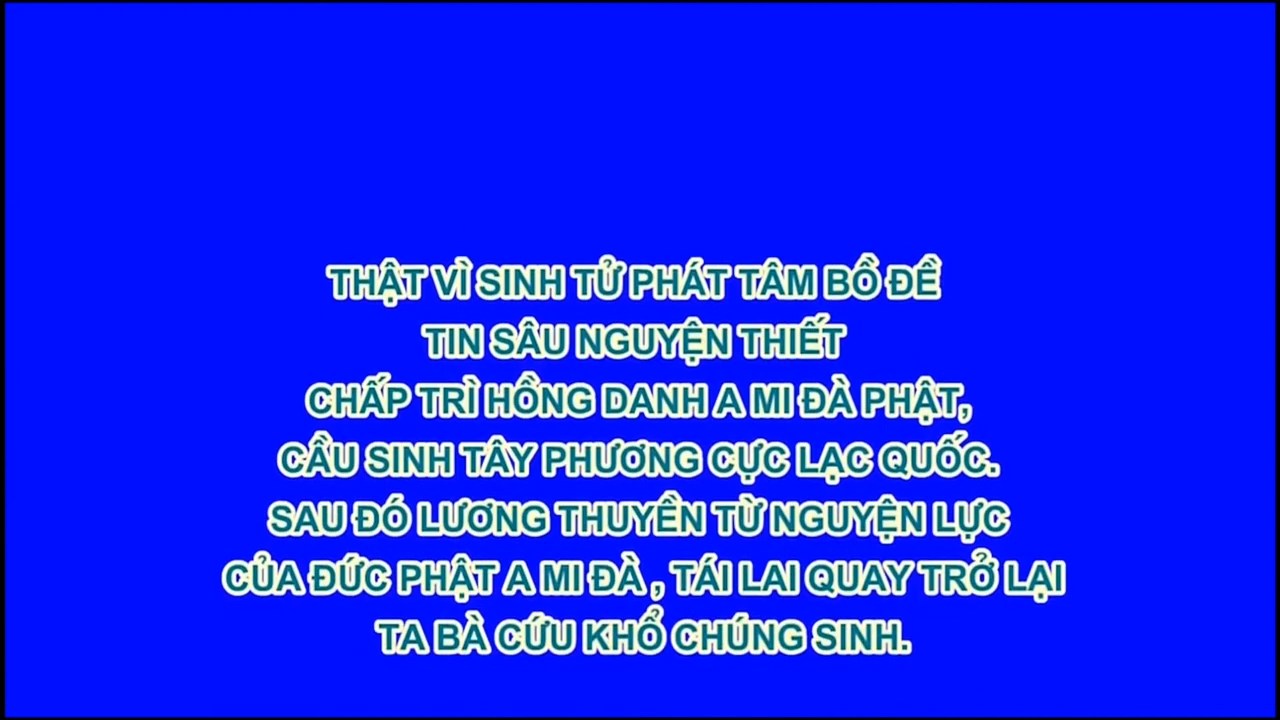 THẬT VÌ SINH TỬ PHÁT TÂM BỒ ĐỀ
TIN SÂU NGUYỆN THIẾT
CHẤP TRÌ HỒNG DANH A MI ĐÀ PHẬT,
CẦU SINH TÂY PHƯƠNG CỰC LẠC QUỐC.
SAU ĐÓ LƯƠNG THUYỀN TỪ NGUYỆN LỰC
CỦA ĐỨC PHẬT A MI ĐÀ , TÁI LAI QUAY TRỞ LẠI
TA BÀ CỨU KHỔ CHÚNG SINH.